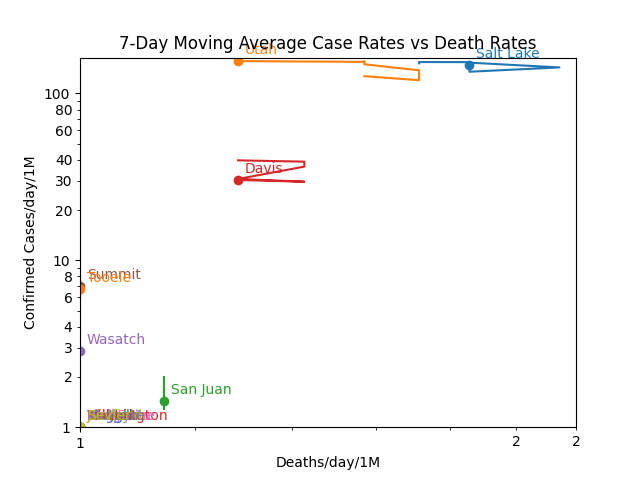 7-Day Moving Average Case Rates vs Death Rates
Utah
Salt Lake
100
80
60
40
Davis
30
20
10
Summit
8
Tooele
6
4
Wasatch
3
2
San Juan
1
1
2
2
Confirmed Cases/day/1M
Deaths/day/1M